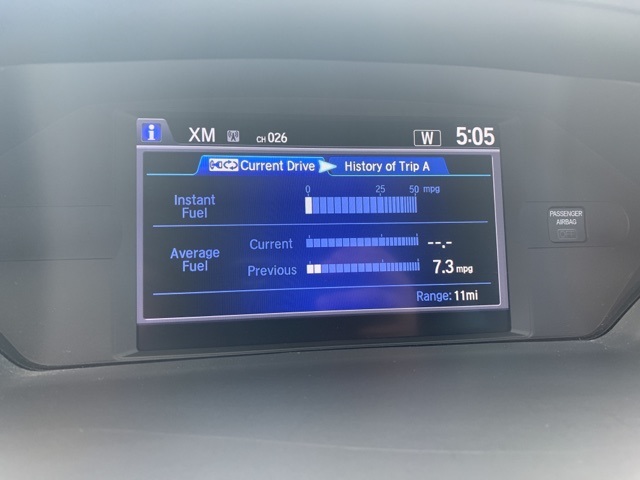 i XM CH 026 W 5:05
Current Drive History of Trip A
0 25 50 mpg
Instant
Fuel
Average
Fuel
Current --.-
Previous 7.3 mpg
Range: 11mi
PASSENGER
AIRBAG